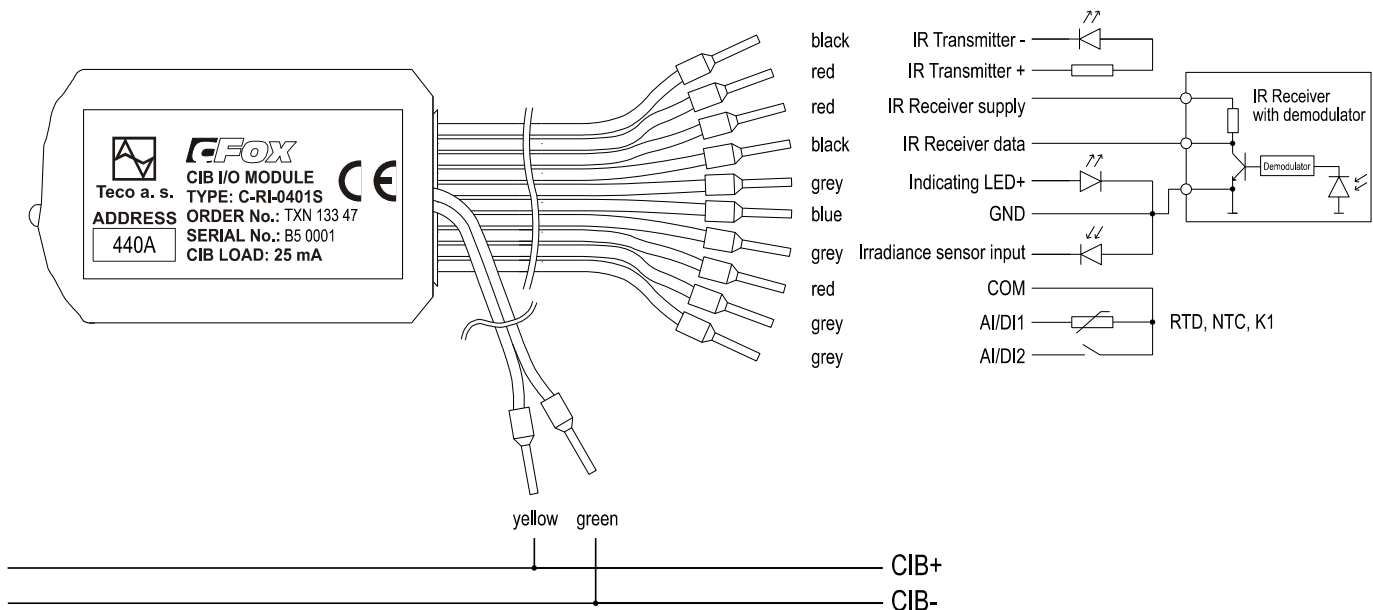 Teco a. s.
ADDRESS
440A
CFox
CE
CIB I/O MODULE
TYPE: C-RI-0401S
ORDER No.: TXN 133 47
SERIAL No.: B5 0001
CIB LOAD: 25 mA
black IR Transmitter -
red IR Transmitter +
red IR Receiver supply
black IR Receiver data
grey Indicating LED+
blue GND
grey Irradiance sensor input
red COM
grey AI/DI1 RTD, NTC, K1
grey AI/DI2
IR Receiver
with demodulator
Demodulator
yellow green
CIB+
CIB-